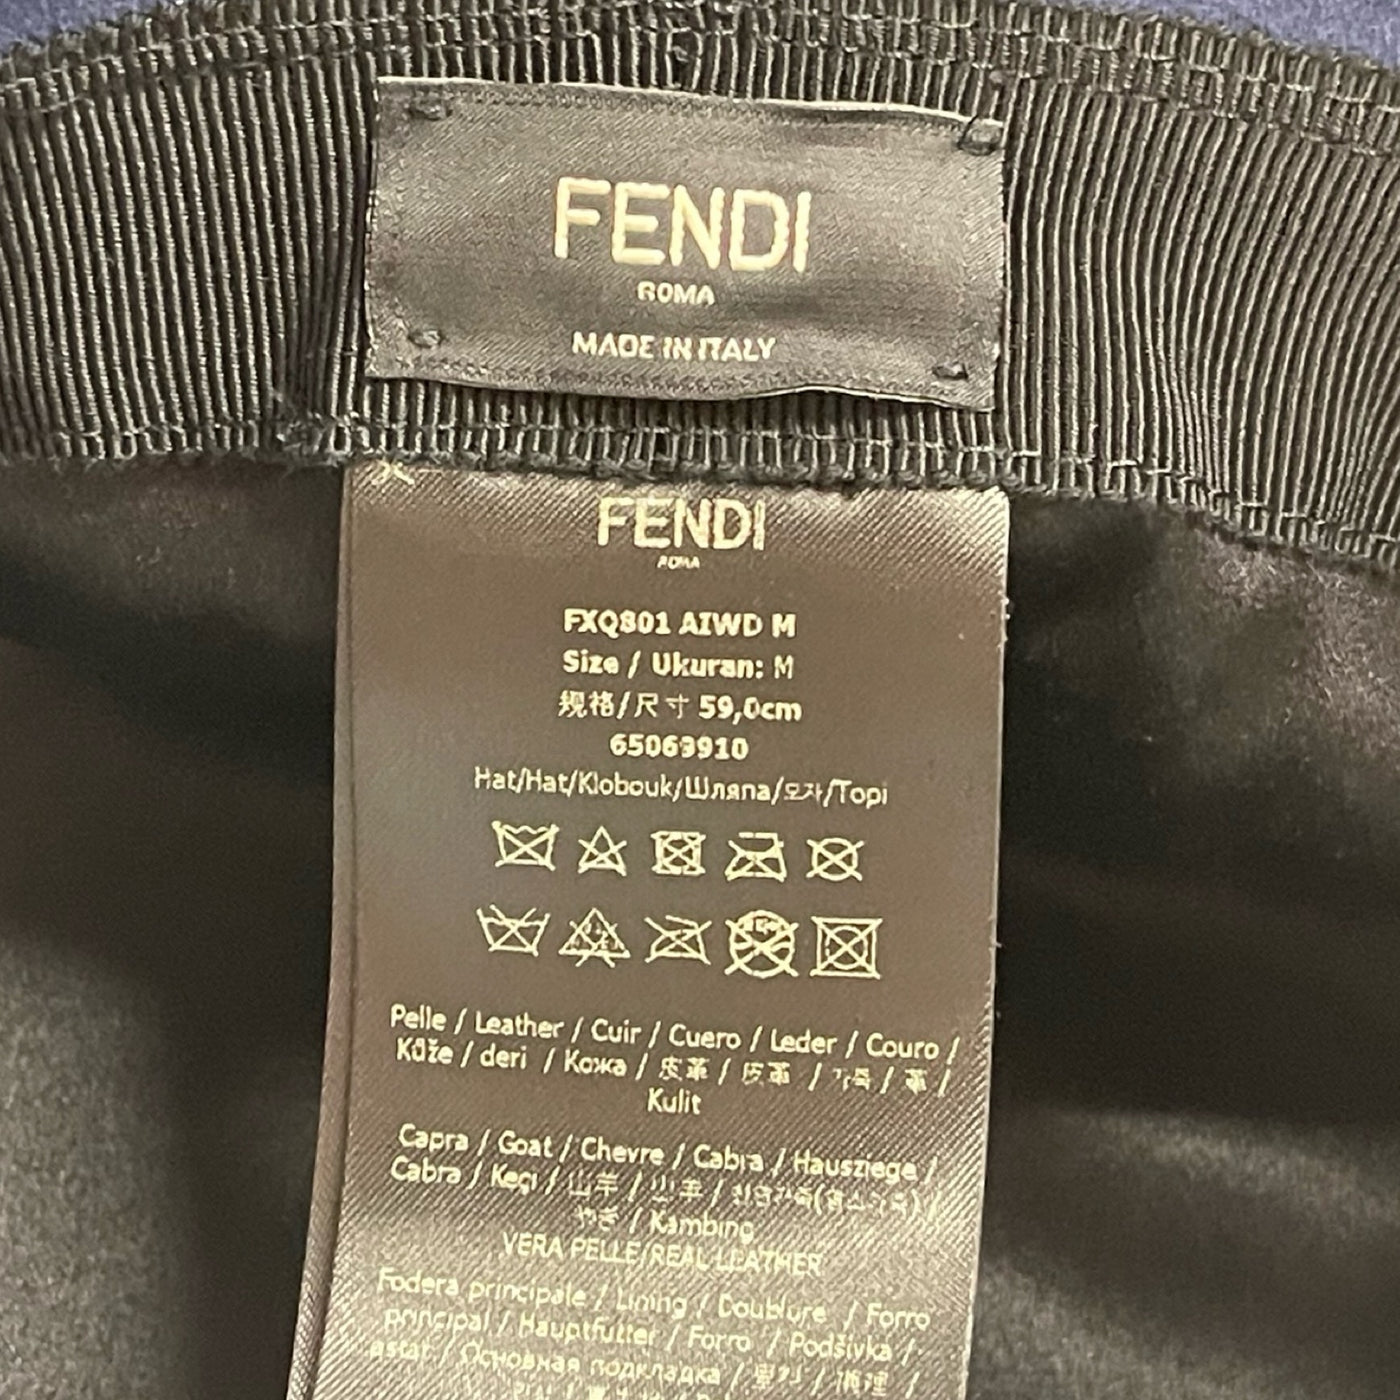 FENDI
ROMA
MADE IN ITALY
FENDI
ROMA
FXQ801 AIWD M
Size / Ukuran: M
规格/尺寸 59,0cm
65069910
Hat/Hat/Klobouk/Шляпа/모자/Topi
Pelle / Leather / Cuir / Cuero / Leder / Couro /
Kůže / deri / Кожа / 皮革 / 皮革 / 가죽 / 革 /
Kulit
Capra / Goat / Chevre / Cabra / Hausziege /
Cabra / Keçi / 山羊 / 山羊 /
やぎ / Kambing
VERA PELLE/REAL LEATHER
Fodera principale / Lining / Doublure / Forro
principal / Hauptfutter / Forro / Podšívka /
astar / Основная подкладка /